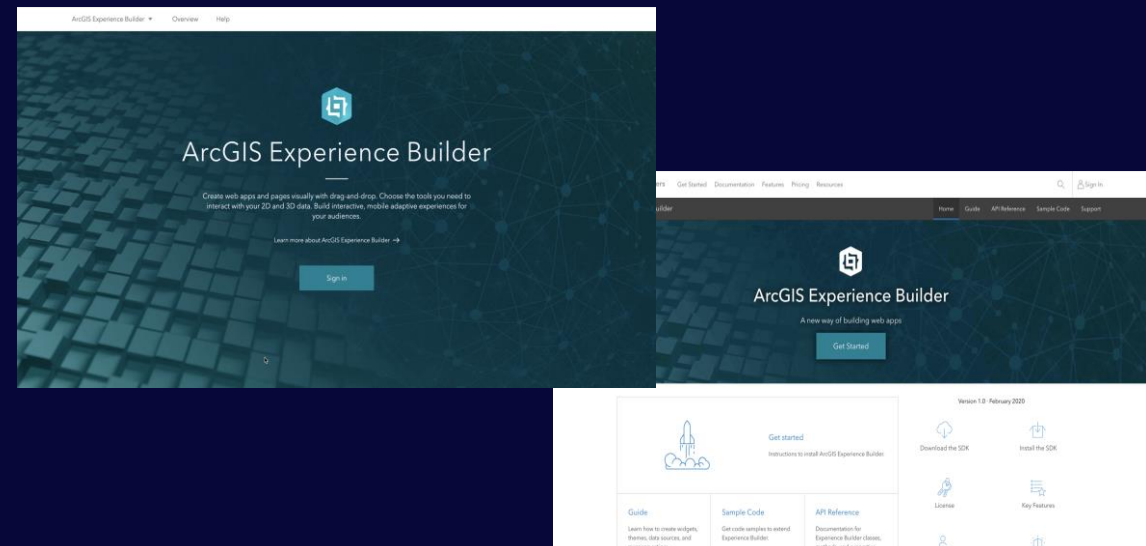 ArcGIS Experience Builder Overview Help
ArcGIS Experience Builder
Create web apps and pages visually with drag-and-drop. Choose the tools you need to
interact with your 2D and 3D data. Build interactive, mobile adaptive experiences for
your audiences.
Learn more about ArcGIS Experience Builder →
Sign in
Get Started Documentation Features Pricing Resources Sign In
Home Guide API Reference Sample Code Support
ArcGIS Experience Builder
A new way of building web apps
Get Started
Version 1.0 - February 2020
Get started
Instructions to install ArcGIS Experience Builder.
Download the SDK
Install the SDK
License
Key Features
Guide
Learn how to create widgets,
themes, data sources, and
Sample Code
Get code samples to extend
Experience Builder.
API Reference
Documentation for
Experience Builder classes,